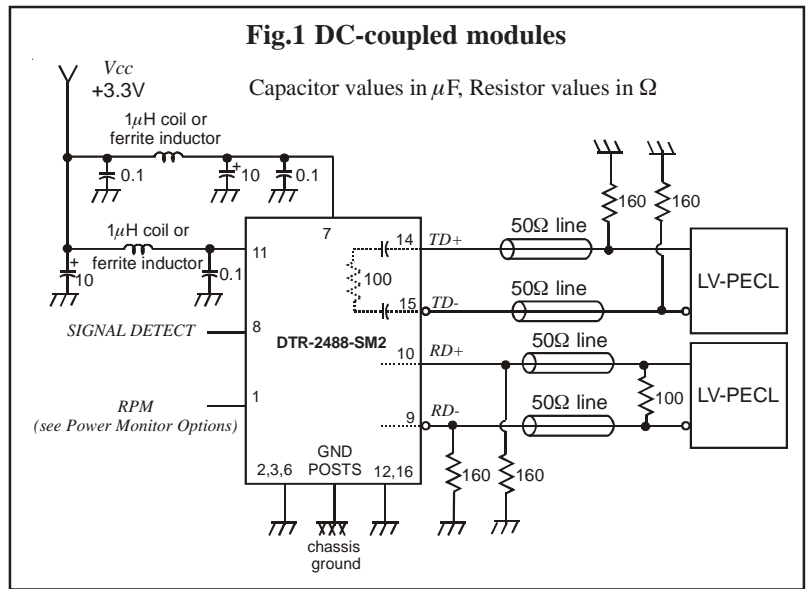 Fig.1 DC-coupled modules
Vcc
+3.3V
Capacitor values in μF, Resistor values in Ω
1μH coil or
ferrite inductor
0.1
+
10
0.1
1μH coil or
ferrite inductor
+
10
0.1
7
11
14
TD+
50Ω line
160
160
LV-PECL
100
15
TD-
50Ω line
SIGNAL DETECT
8
DTR-2488-SM2
10
RD+
50Ω line
100
LV-PECL
RPM
(see Power Monitor Options)
1
9
RD-
50Ω line
160
160
GND
POSTS
2,3,6
12,16
chassis
ground